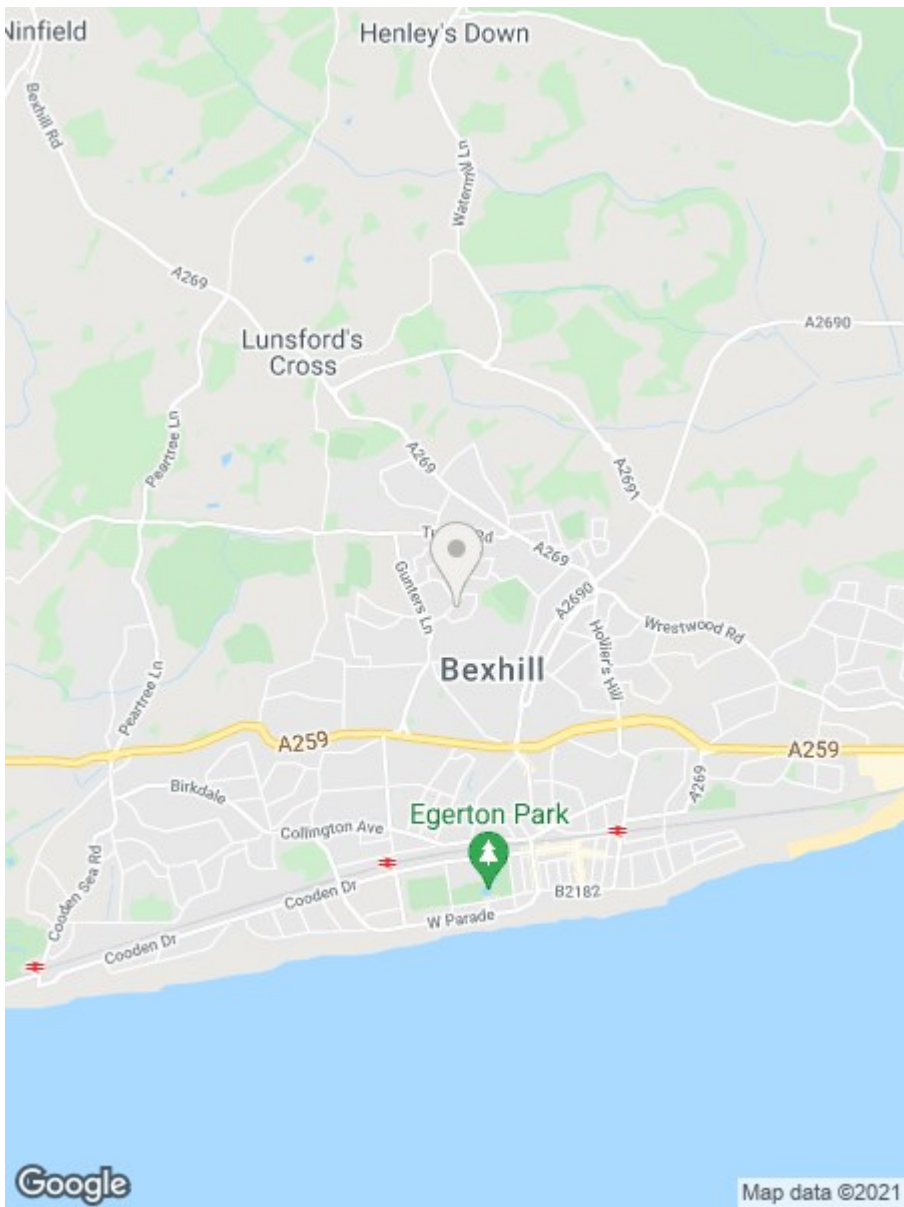 Ninfield
Henley's Down
Bexhill Rd
Watermill Ln
A269
A2690
Lunsford's
Cross
Peartree Ln
A269
A2691
Rd
A269
Gunters Ln
A2690
Hollier's Hill
Wrestwood Rd
Bexhill
Peartree Ln
A259
A259
A269
Birkdale
Egerton Park
Collington Ave
Cooden Sea Rd
Cooden Dr
B2182
W Parade
Cooden Dr
Google
Map data ©2021